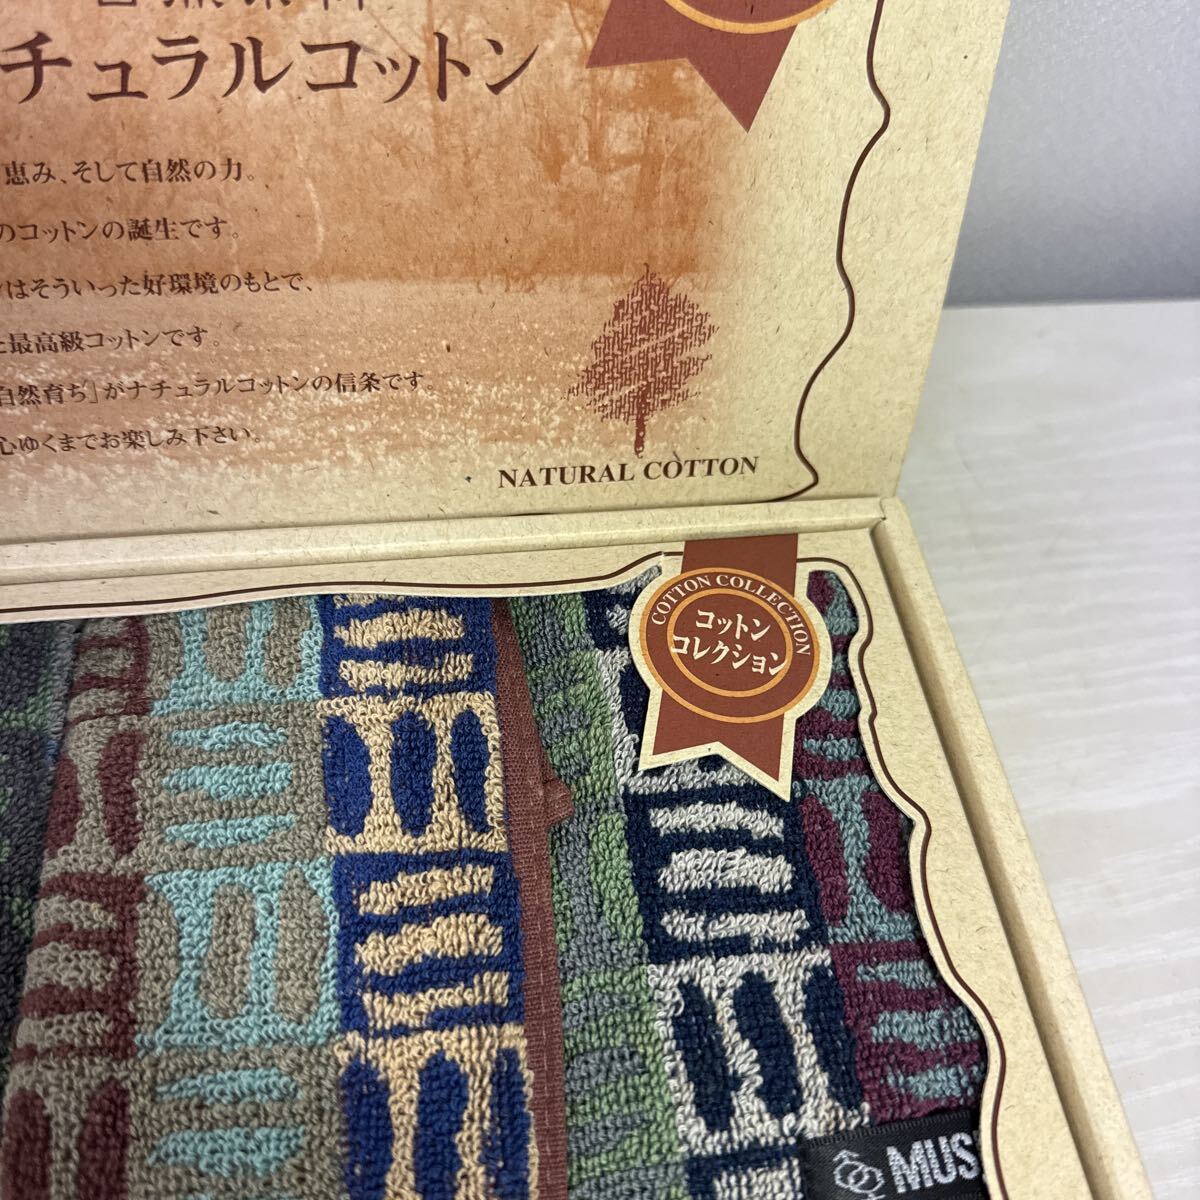 チュラルコットン
恵み、そして自然の力。
のコットンの誕生です。
はそういった好環境のもとで、
最高級コットンです。
自然育ち」がナチュラルコットンの信条です。
心ゆくまでお楽しみ下さい。
NATURAL COTTON
COTTON COLLECTION
コットン
コレクション
MUS